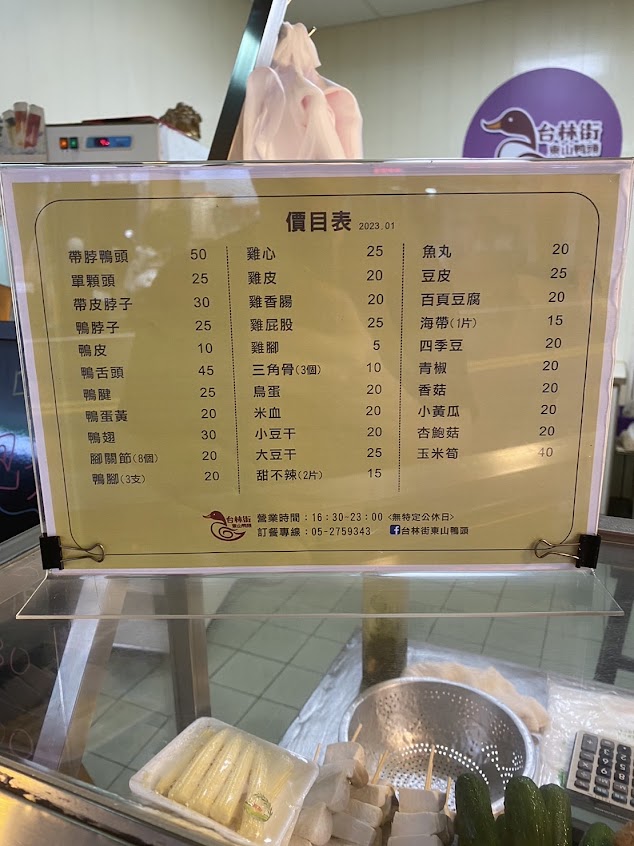 台林街
東山鴨頭
價目表 2023.01
帶脖鴨頭 50
單顆頭 25
帶皮脖子 30
鴨脖子 25
鴨皮 10
鴨舌頭 45
鴨腱 25
鴨蛋黃 20
鴨翅 30
腳關節(8個) 20
鴨腳(3支) 20
雞心 25
雞皮 20
雞香腸 20
雞屁股 25
雞腳 5
三角骨(3個) 10
鳥蛋 20
米血 20
小豆干 20
大豆干 25
甜不辣(2片) 15
魚丸 20
豆皮 25
百頁豆腐 20
海帶(1片) 15
四季豆 20
青椒 20
香菇 20
小黃瓜 20
杏鮑菇 20
玉米筍 40
台林街
東山鴨頭
營業時間：16:30-23:00 <無特定公休日>
訂餐專線：05-2759343 台林街東山鴨頭